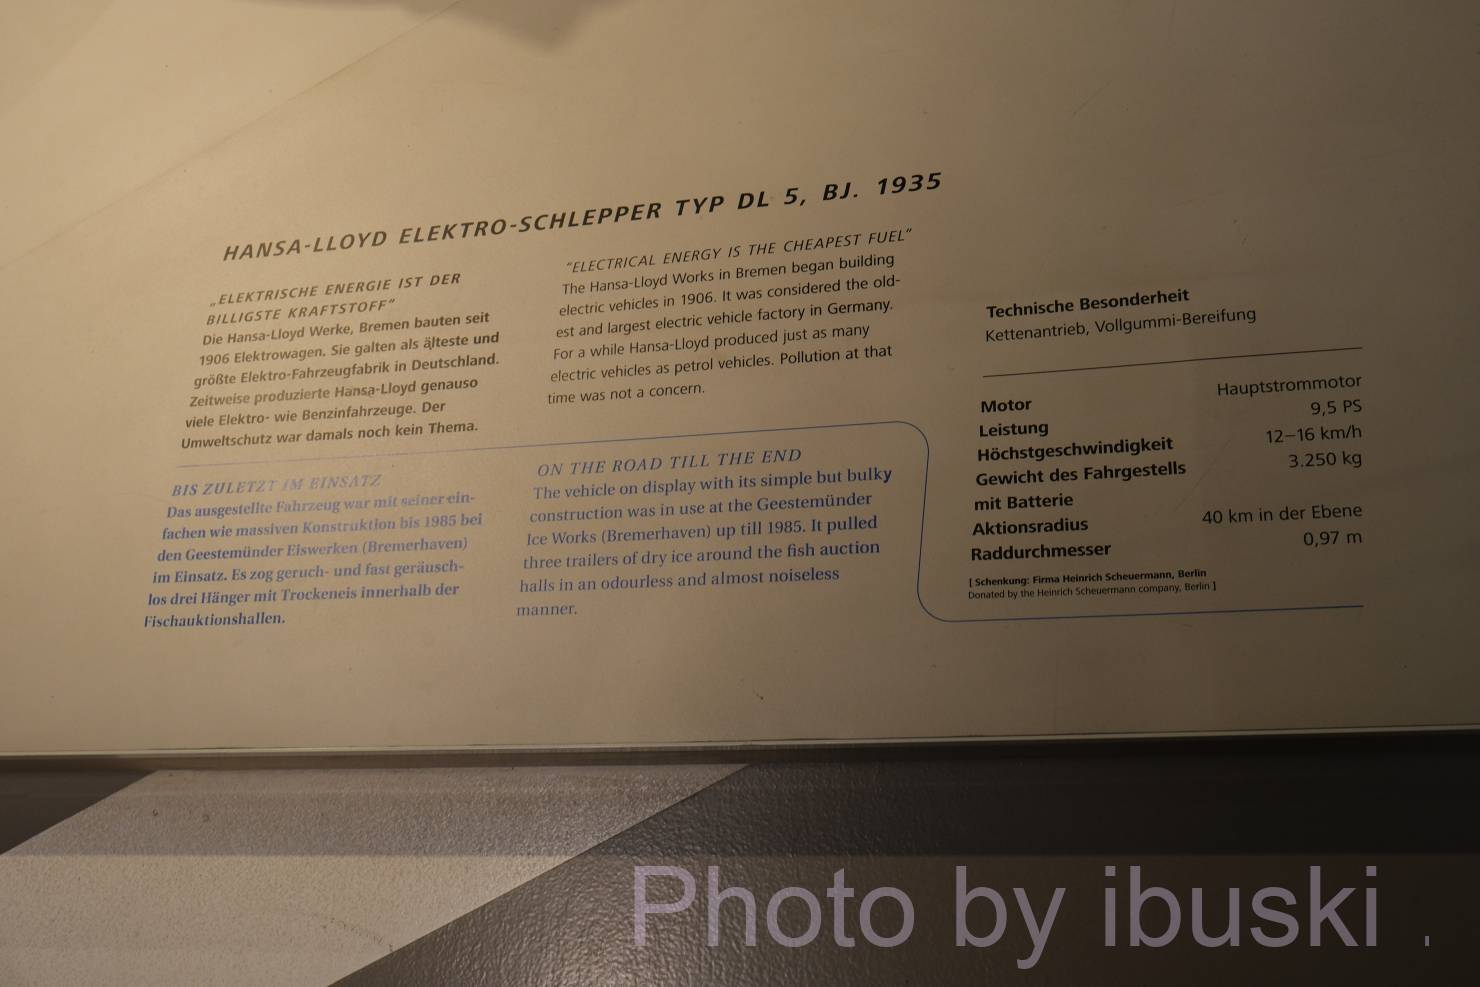 HANSA-LLOYD ELEKTRO-SCHLEPPER TYP DL 5, BJ. 1935
„ELEKTRISCHE ENERGIE IST DER
BILLIGSTE KRAFTSTOFF“
Die Hansa-Lloyd Werke, Bremen bauten seit
1906 Elektrowagen. Sie galten als älteste und
größte Elektro-Fahrzeugfabrik in Deutschland.
Zeitweise produzierte Hansa-Lloyd genauso
viele Elektro- wie Benzinfahrzeuge. Der
Umweltschutz war damals noch kein Thema.
“ELECTRICAL ENERGY IS THE CHEAPEST FUEL”
The Hansa-Lloyd Works in Bremen began building
electric vehicles in 1906. It was considered the old-
est and largest electric vehicle factory in Germany.
For a while Hansa-Lloyd produced just as many
electric vehicles as petrol vehicles. Pollution at that
time was not a concern.
BIS ZULETZT IM EINSATZ
Das ausgestellte Fahrzeug war mit seiner ein-
fachen wie massiven Konstruktion bis 1985 bei
den Geestemünder Eiswerken (Bremerhaven)
im Einsatz. Es zog geruch- und fast geräusch-
los drei Hänger mit Trockeneis innerhalb der
Fischauktionshallen.
ON THE ROAD TILL THE END
The vehicle on display with its simple but bulky
construction was in use at the Geestemünder
Ice Works (Bremerhaven) up till 1985. It pulled
three trailers of dry ice around the fish auction
halls in an odourless and almost noiseless
manner.
Technische Besonderheit
Kettenantrieb, Vollgummi-Bereifung
Motor Hauptstrommotor
Leistung 9,5 PS
Höchstgeschwindigkeit 12–16 km/h
Gewicht des Fahrgestells 3.250 kg
mit Batterie
Aktionsradius 40 km in der Ebene
Raddurchmesser 0,97 m
[ Schenkung: Firma Heinrich Scheuermann, Berlin
Donated by the Heinrich Scheuermann company, Berlin ]
Photo by ibuski .